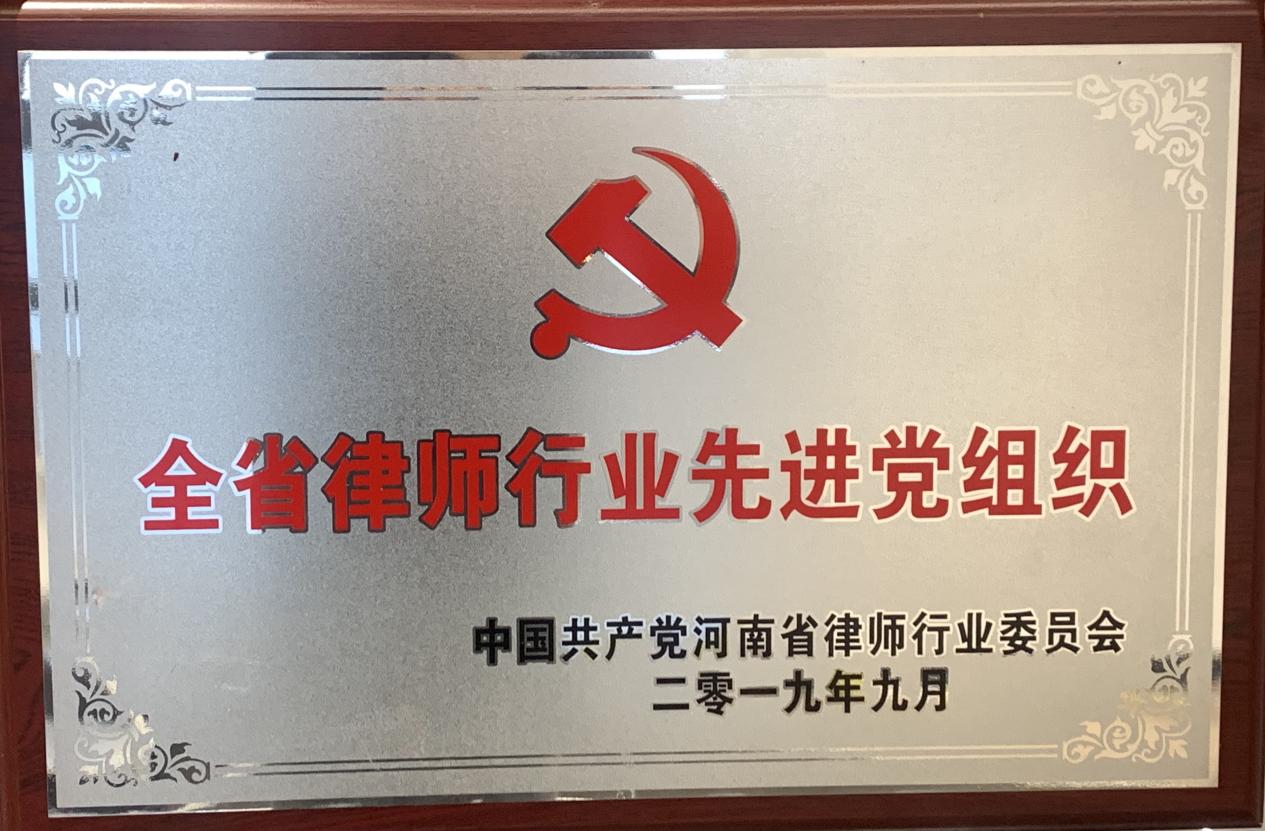 全省律师行业先进党组织
中国共产党河南省律师行业委员会
二零一九年九月